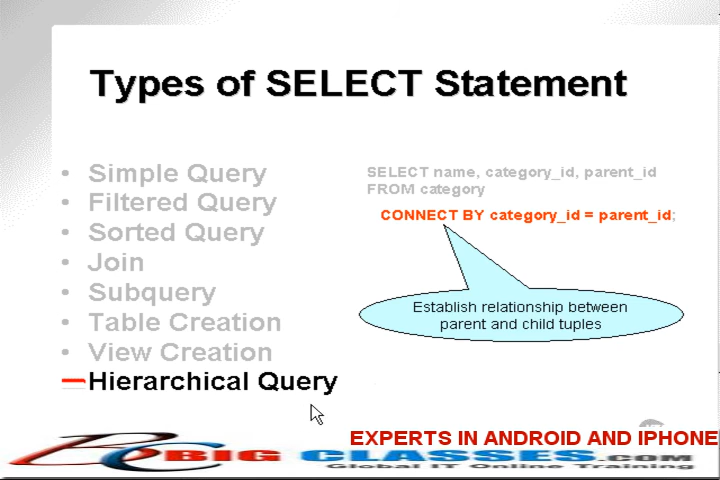 Types of SELECT Statement
• Simple Query
• Filtered Query
• Sorted Query
• Join
• Subquery
• Table Creation
• View Creation
Hierarchical Query
SELECT name, category_id, parent_id
FROM category
CONNECT BY category_id = parent_id;
Establish relationship between
parent and child tuples
EXPERTS IN ANDROID AND IPHONE
BIG CLASSES.COM
Global IT Online Training